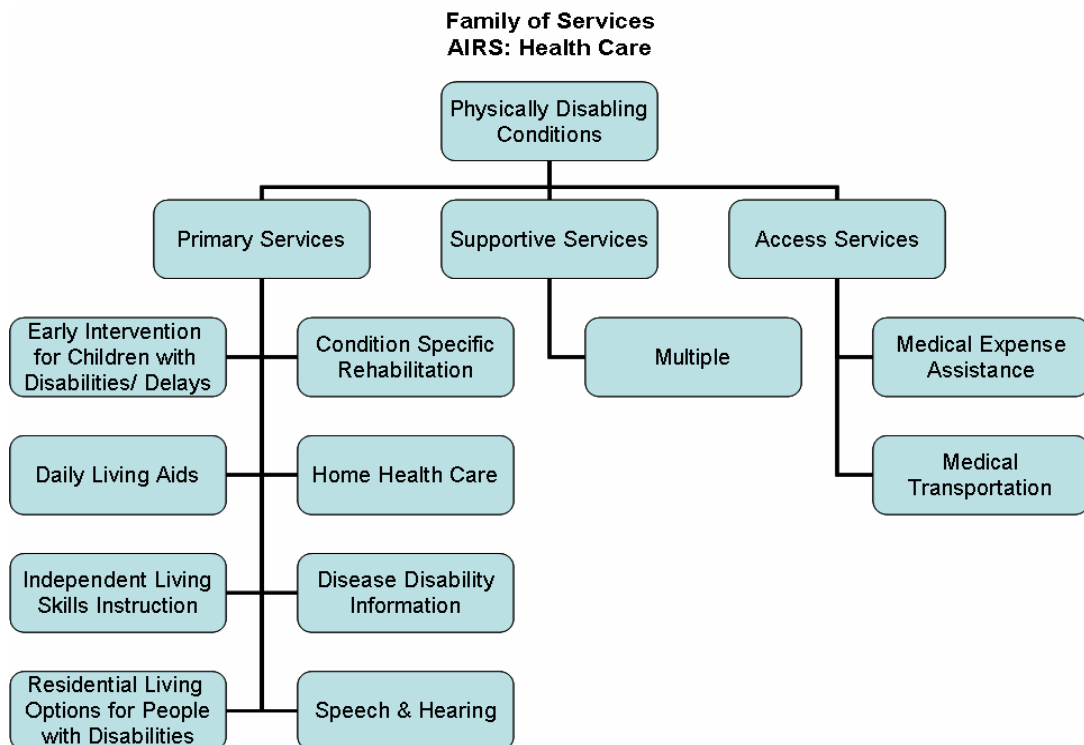 Family of Services
AIRS: Health Care
Physically Disabling
Conditions
Primary Services
Supportive Services
Access Services
Early Intervention
for Children with
Disabilities/ Delays
Condition Specific
Rehabilitation
Multiple
Medical Expense
Assistance
Daily Living Aids
Home Health Care
Medical
Transportation
Independent Living
Skills Instruction
Disease Disability
Information
Residential Living
Options for People
with Disabilities
Speech & Hearing